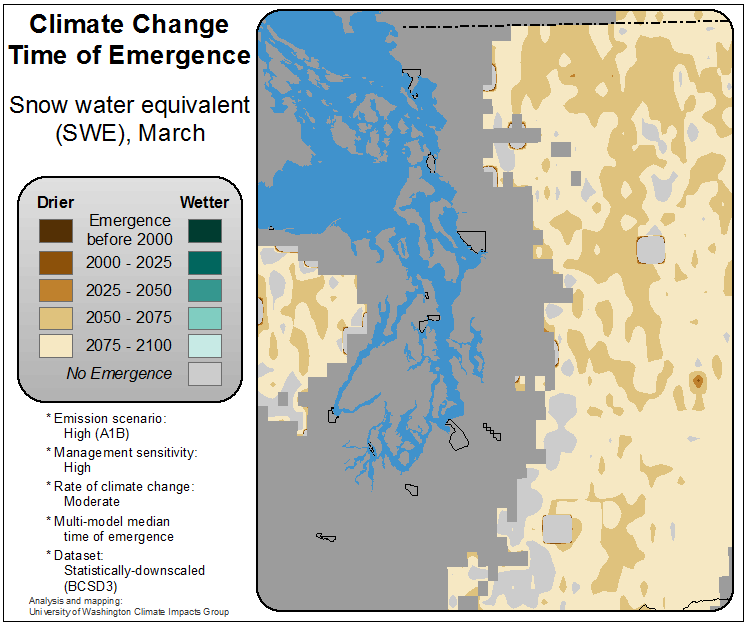 Climate Change
Time of Emergence
Snow water equivalent
(SWE), March
Drier Wetter
Emergence
before 2000
2000 - 2025
2025 - 2050
2050 - 2075
2075 - 2100
No Emergence
* Emission scenario:
High (A1B)
* Management sensitivity:
High
* Rate of climate change:
Moderate
* Multi-model median
time of emergence
* Dataset:
Statistically-downscaled
(BCSD3)
Analysis and mapping:
University of Washington Climate Impacts Group